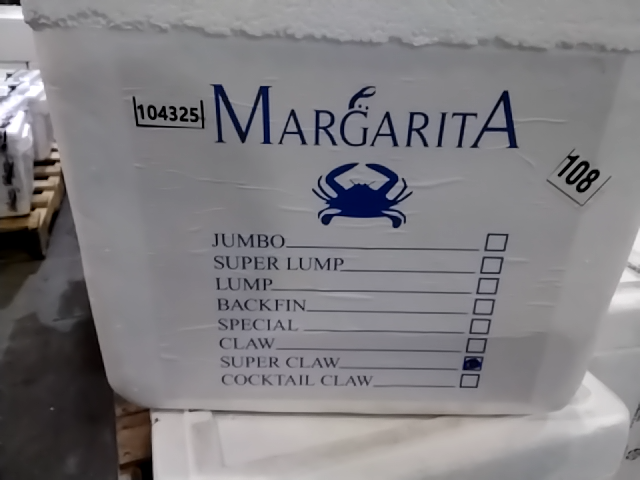 104325
MARGARITA
108
JUMBO
SUPER LUMP
LUMP
BACKFIN
SPECIAL
CLAW
SUPER CLAW
COCKTAIL CLAW